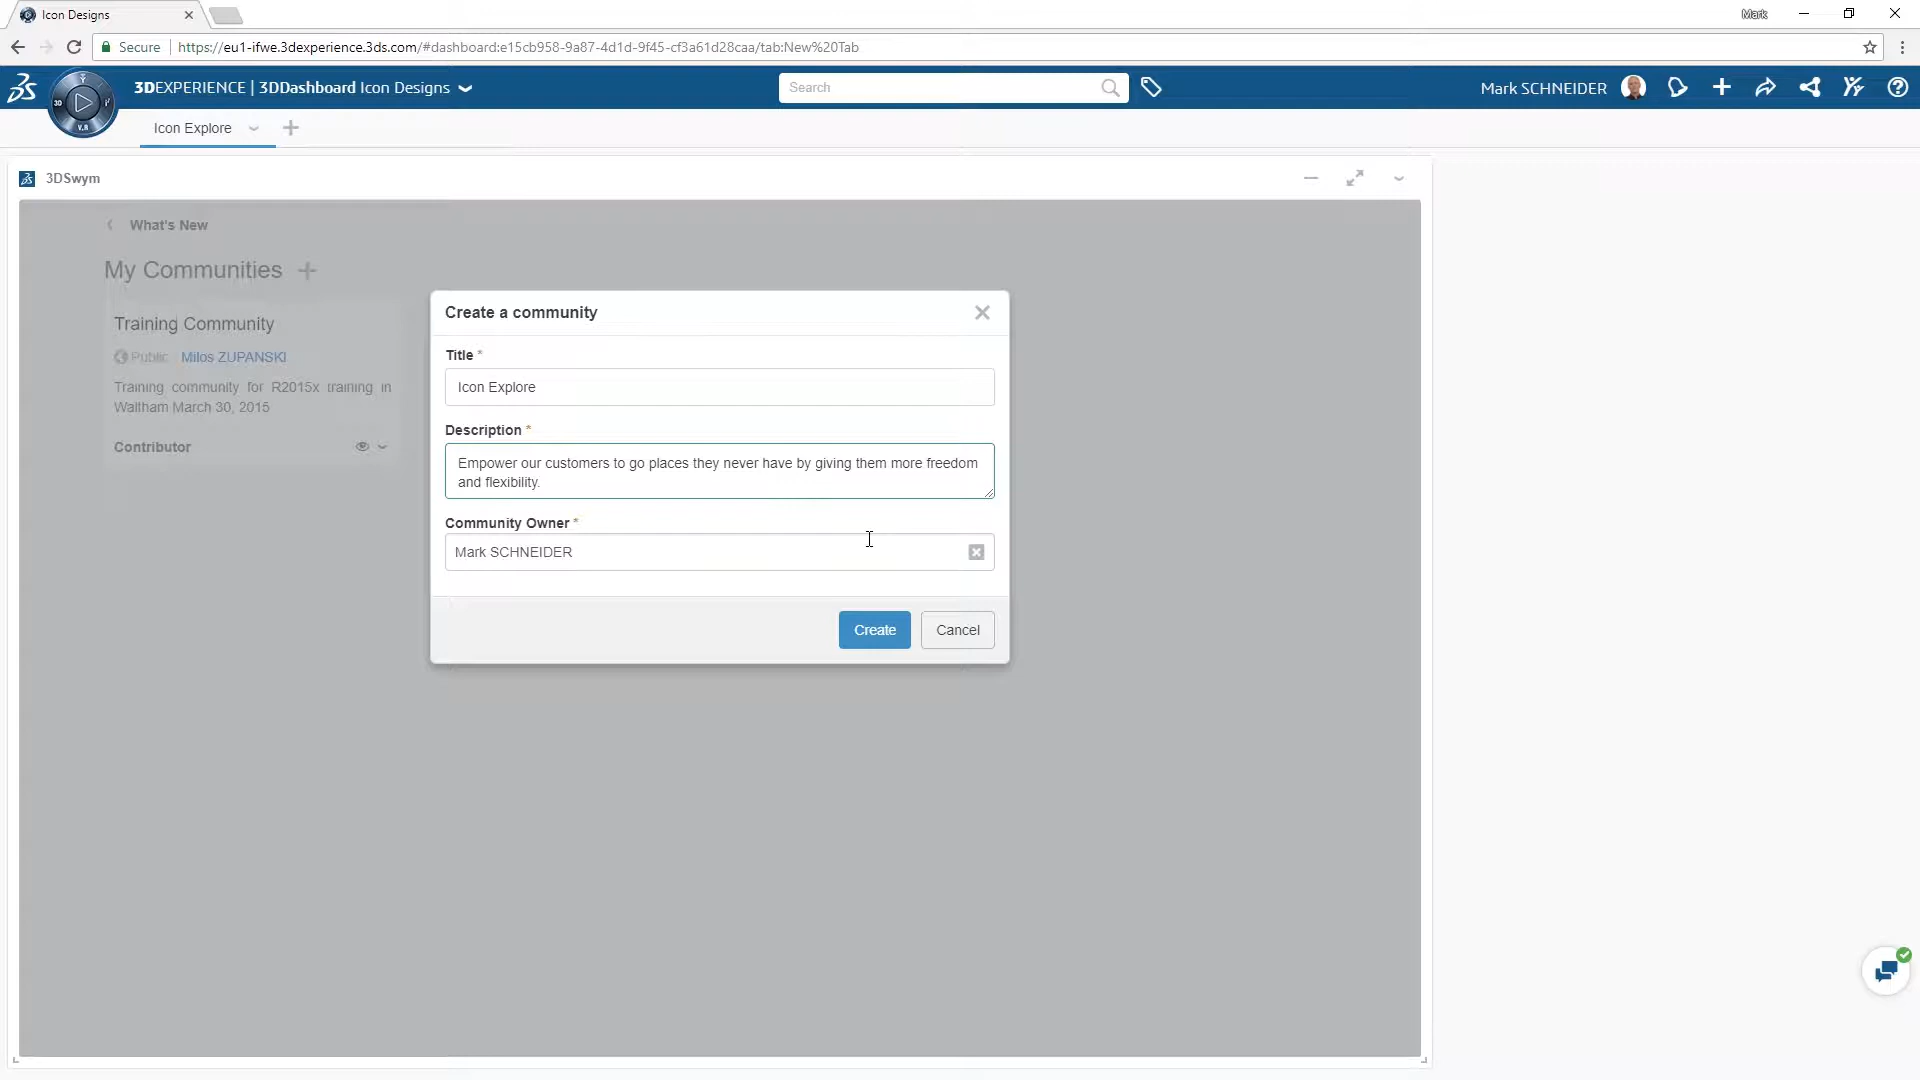 Icon Designs
Mark
Secure
https://eu1-ifwe.3dexperience.3ds.com/#dashboard:e15cb958-9a87-4d1d-9f45-cf3a61d28caa/tab:New%20Tab
3DEXPERIENCE | 3DDashboard Icon Designs
Search
Mark SCHNEIDER
3D
V.R
Icon Explore
3DSwym
What's New
My Communities
Training Community
Public
Milos ZUPANSKI
Training community for R2015x training in
Waltham March 30, 2015
Contributor
Create a community
Title *
Icon Explore
Description *
Empower our customers to go places they never have by giving them more freedom
and flexibility.
Community Owner *
Mark SCHNEIDER
Create
Cancel